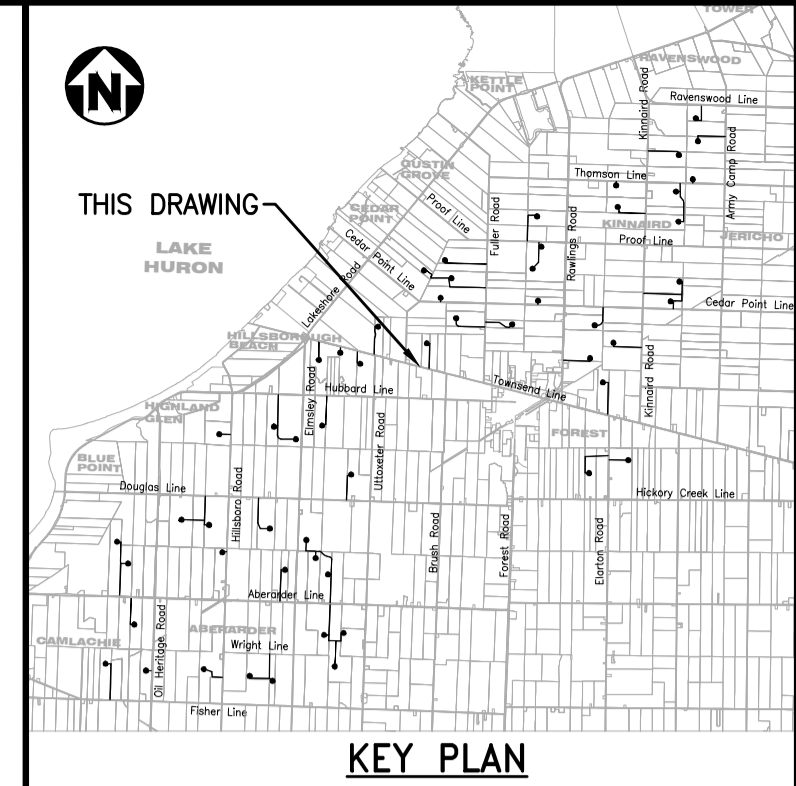 TOWER
RAVENSWOOD
KETTLE
POINT
N
Ravenswood Line
Kinnaird Road
Army Camp Road
GUSTIN
GROVE
Thomson Line
THIS DRAWING
CEDAR
POINT
Proof Line
Fuller Road
Rawlings Road
KINNAIRD
Proof Line
JERICHO
LAKE
HURON
Cedar Point Line
Lakeshore Road
Cedar Point Line
HILLSBOROUGH
BEACH
Elmsley Road
Hubbard Line
Townsend Line
Kinnaird Road
HIGHLAND
GLEN
Uttoxeter Road
FOREST
BLUE
POINT
Douglas Line
Hillsboro Road
Hickory Creek Line
Brush Road
Forest Road
Elarton Road
Aberarder Line
Oil Heritage Road
ABERARDER
CAMLACHIE
Wright Line
Fisher Line
KEY PLAN